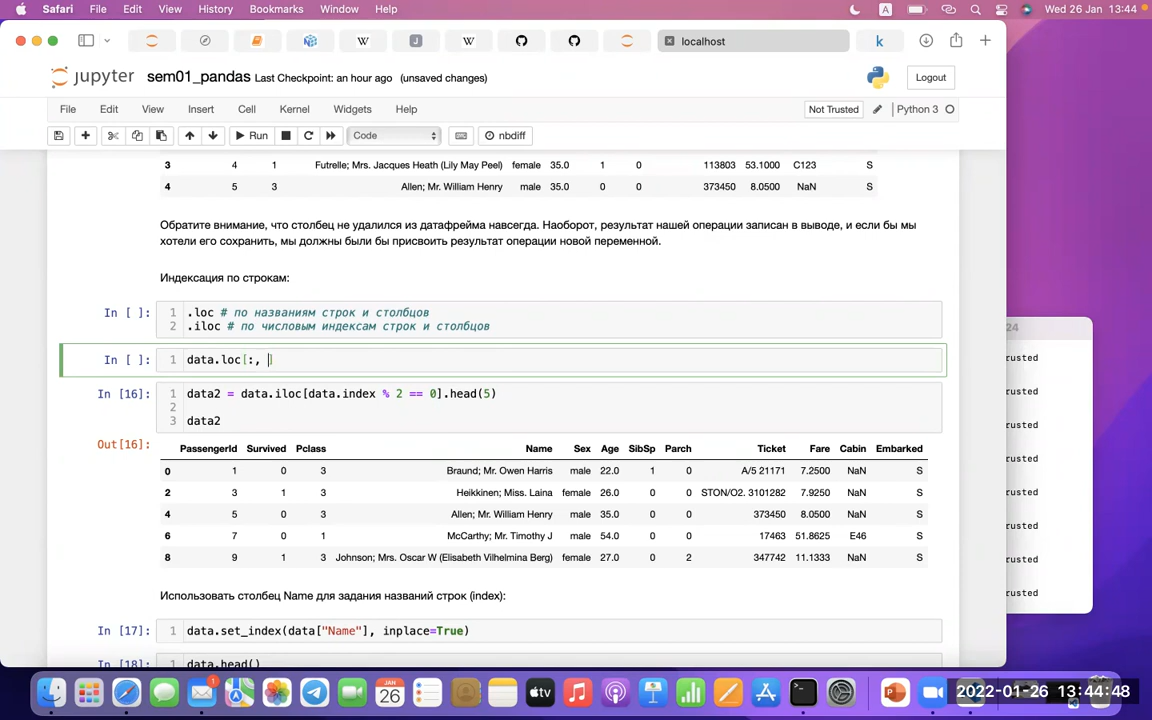 Safari File Edit View History Bookmarks Window Help A Wed 26 Jan 13:44
W J W localhost k
jupyter sem01_pandas Last Checkpoint: an hour ago (unsaved changes) Logout
File Edit View Insert Cell Kernel Widgets Help Not Trusted Python 3
Run Code nbdiff
3 4 1 Futrelle; Mrs. Jacques Heath (Lily May Peel) female 35.0 1 0 113803 53.1000 C123 S
4 5 3 Allen; Mr. William Henry male 35.0 0 0 373450 8.0500 NaN S
Обратите внимание, что столбец не удалился из датафрейма навсегда. Наоборот, результат нашей операции записан в выводе, и если бы мы
хотели его сохранить, мы должны были бы присвоить результат операции новой переменной.
Индексация по строкам:
In [ ]: 1 .loc # по названиям строк и столбцов
2 .iloc # по числовым индексам строк и столбцов
In [ ]: 1 data.loc[:, ]
In [16]: 1 data2 = data.iloc[data.index % 2 == 0].head(5)
2
3 data2
Out[16]:
PassengerId Survived Pclass Name Sex Age SibSp Parch Ticket Fare Cabin Embarked
0 1 0 3 Braund; Mr. Owen Harris male 22.0 1 0 A/5 21171 7.2500 NaN S
2 3 1 3 Heikkinen; Miss. Laina female 26.0 0 0 STON/O2. 3101282 7.9250 NaN S
4 5 0 3 Allen; Mr. William Henry male 35.0 0 0 373450 8.0500 NaN S
6 7 0 1 McCarthy; Mr. Timothy J male 54.0 0 0 17463 51.8625 E46 S
8 9 1 3 Johnson; Mrs. Oscar W (Elisabeth Vilhelmina Berg) female 27.0 0 2 347742 11.1333 NaN S
Использовать столбец Name для задания названий строк (index):
In [17]: 1 data.set_index(data["Name"], inplace=True)
In [18]: 1 data.head()
24
rusted
rusted
rusted
rusted
rusted
rusted
rusted
rusted
1 JAN 26 tv P 2022-01-26 13:44:48